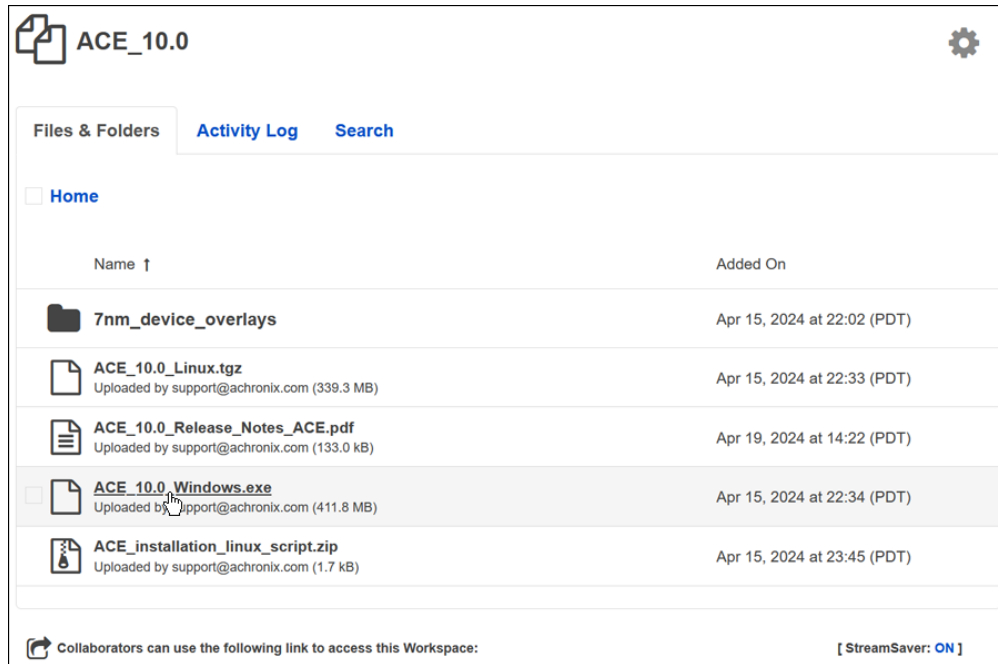 ACE_10.0
Files & Folders
Activity Log
Search
Home
Name ↑
Added On
7nm_device_overlays
Apr 15, 2024 at 22:02 (PDT)
ACE_10.0_Linux.tgz
Uploaded by support@achronix.com (339.3 MB)
Apr 15, 2024 at 22:33 (PDT)
ACE_10.0_Release_Notes_ACE.pdf
Uploaded by support@achronix.com (133.0 kB)
Apr 19, 2024 at 14:22 (PDT)
ACE_10.0_Windows.exe
Uploaded by support@achronix.com (411.8 MB)
Apr 15, 2024 at 22:34 (PDT)
ACE_installation_linux_script.zip
Uploaded by support@achronix.com (1.7 kB)
Apr 15, 2024 at 23:45 (PDT)
Collaborators can use the following link to access this Workspace:
[ StreamSaver: ON ]